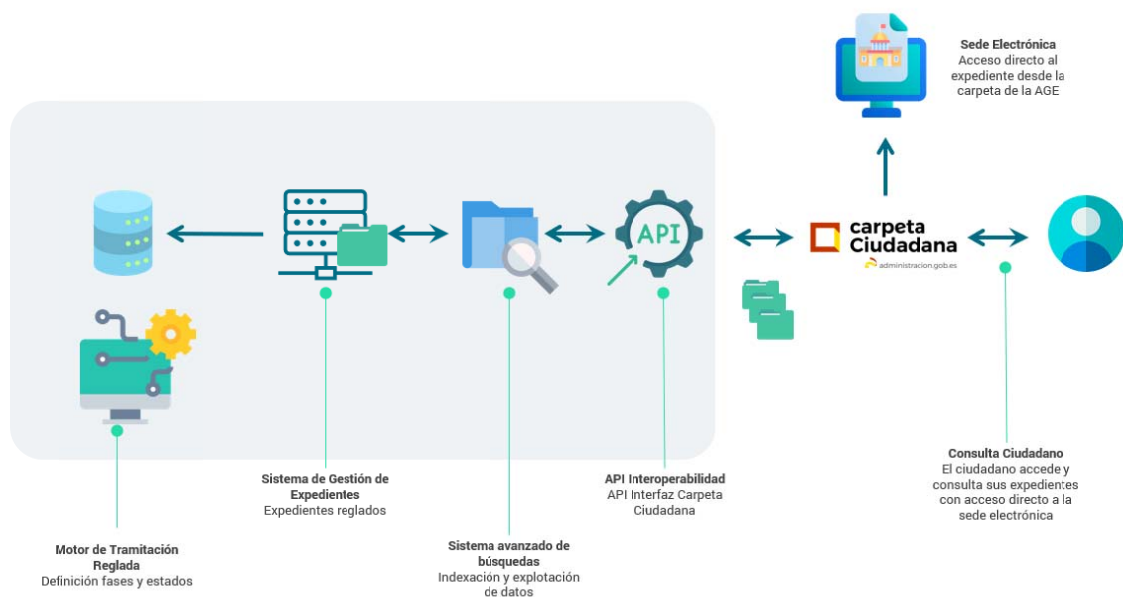 Sede Electrónica
Acceso directo al
expediente desde la
carpeta de la AGE
API
carpeta
Ciudadana
administracion.gob.es
Consulta Ciudadano
El ciudadano accede y
consulta sus expedientes
con acceso directo a la
sede electrónica
API Interoperabilidad
API Interfaz Carpeta
Ciudadana
Sistema de Gestión de
Expedientes
Expedientes reglados
Sistema avanzado de
búsquedas
Indexación y explotación
de datos
Motor de Tramitación
Reglada
Definición fases y estados